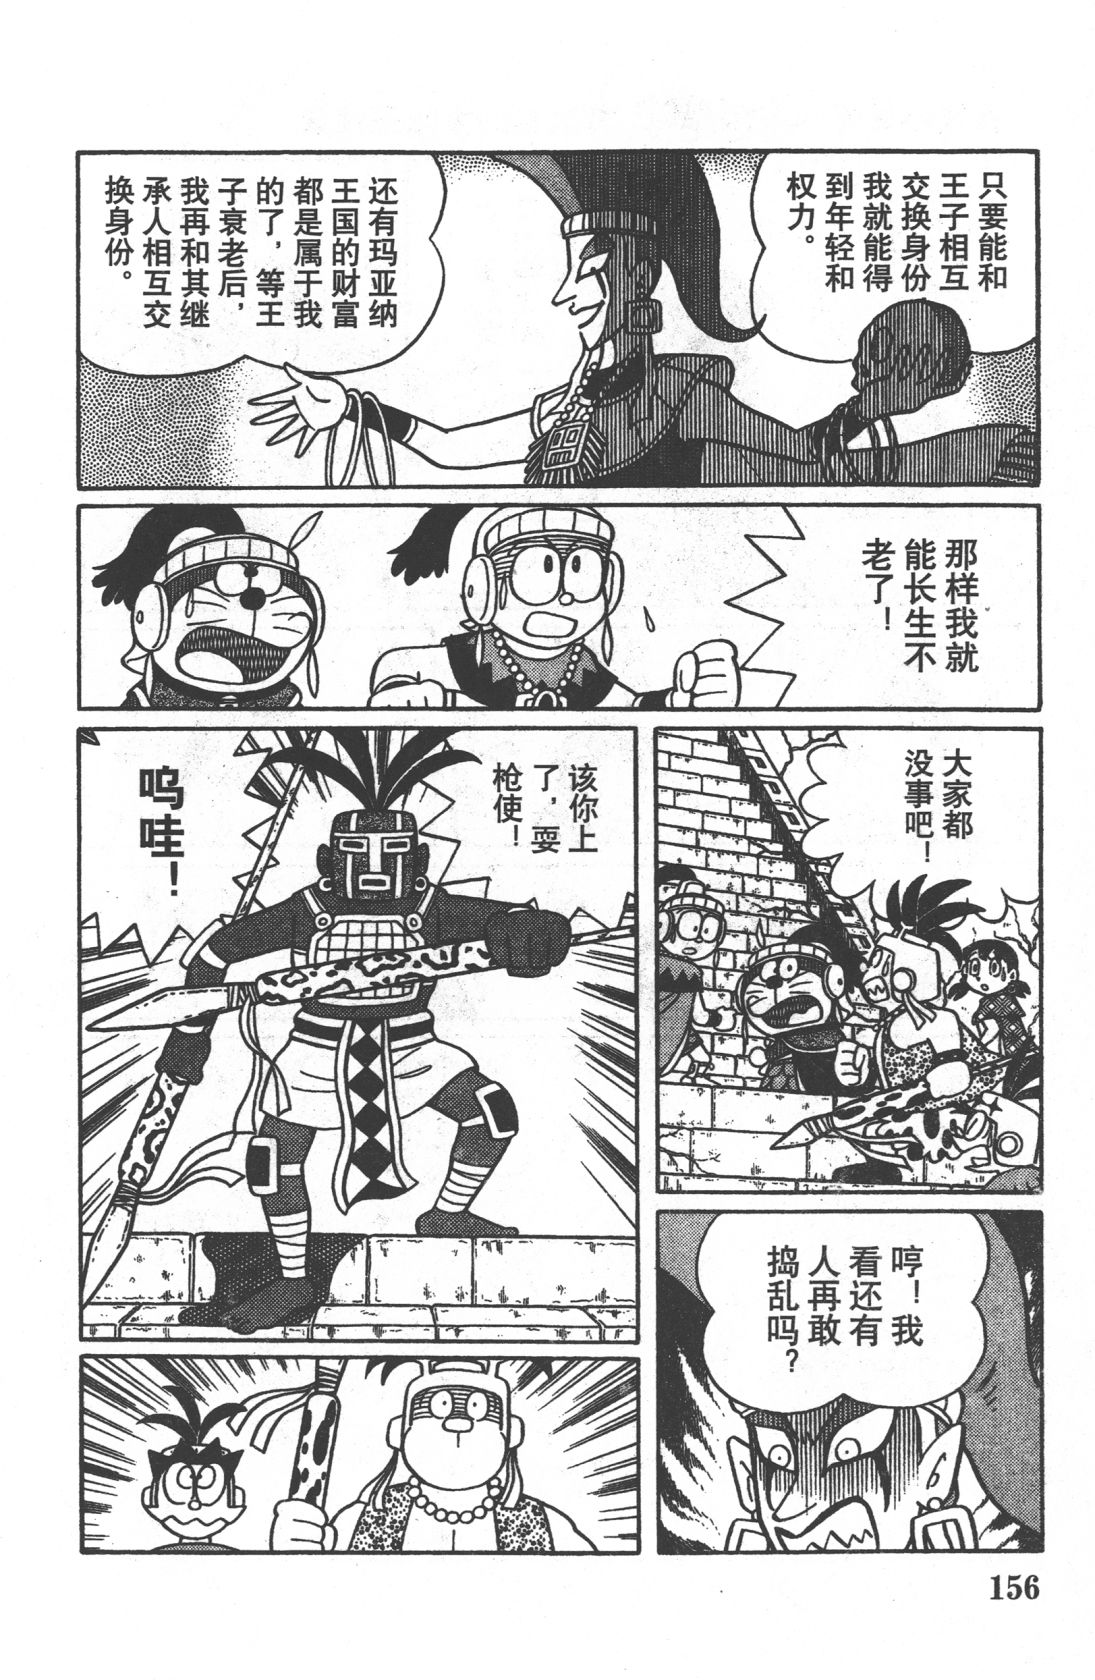 只要能和
王子相互
交换身份
我就能得
到年轻和
权力。
还有玛亚纳
王国的财富
都是属于我
的了，等王
子衰老后，
我再和其继
承人相互交
换身份。
那样我就
能长生不
老了！
大家都
没事吧！
哼！我
看还有
人再敢
捣乱吗？
该你上
了，耍
枪使！
呜哇！
156